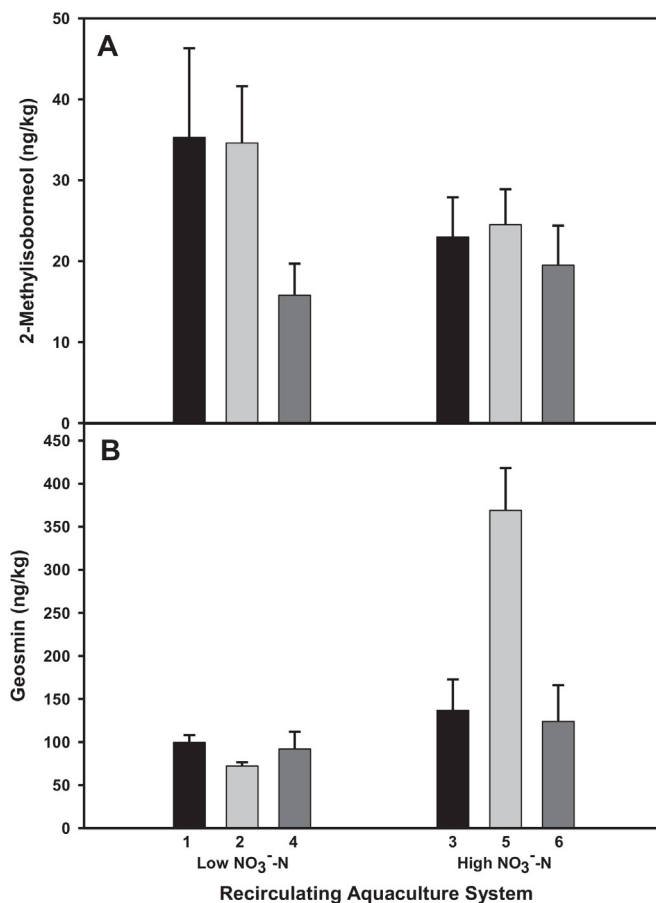 A
2-Methylisoborneol (ng/kg)
50
40
30
20
10
0
B
Geosmin (ng/kg)
450
400
350
300
250
200
150
100
50
0
1 2 4 3 5 6
Low NO₃⁻-N High NO₃⁻-N
Recirculating Aquaculture System